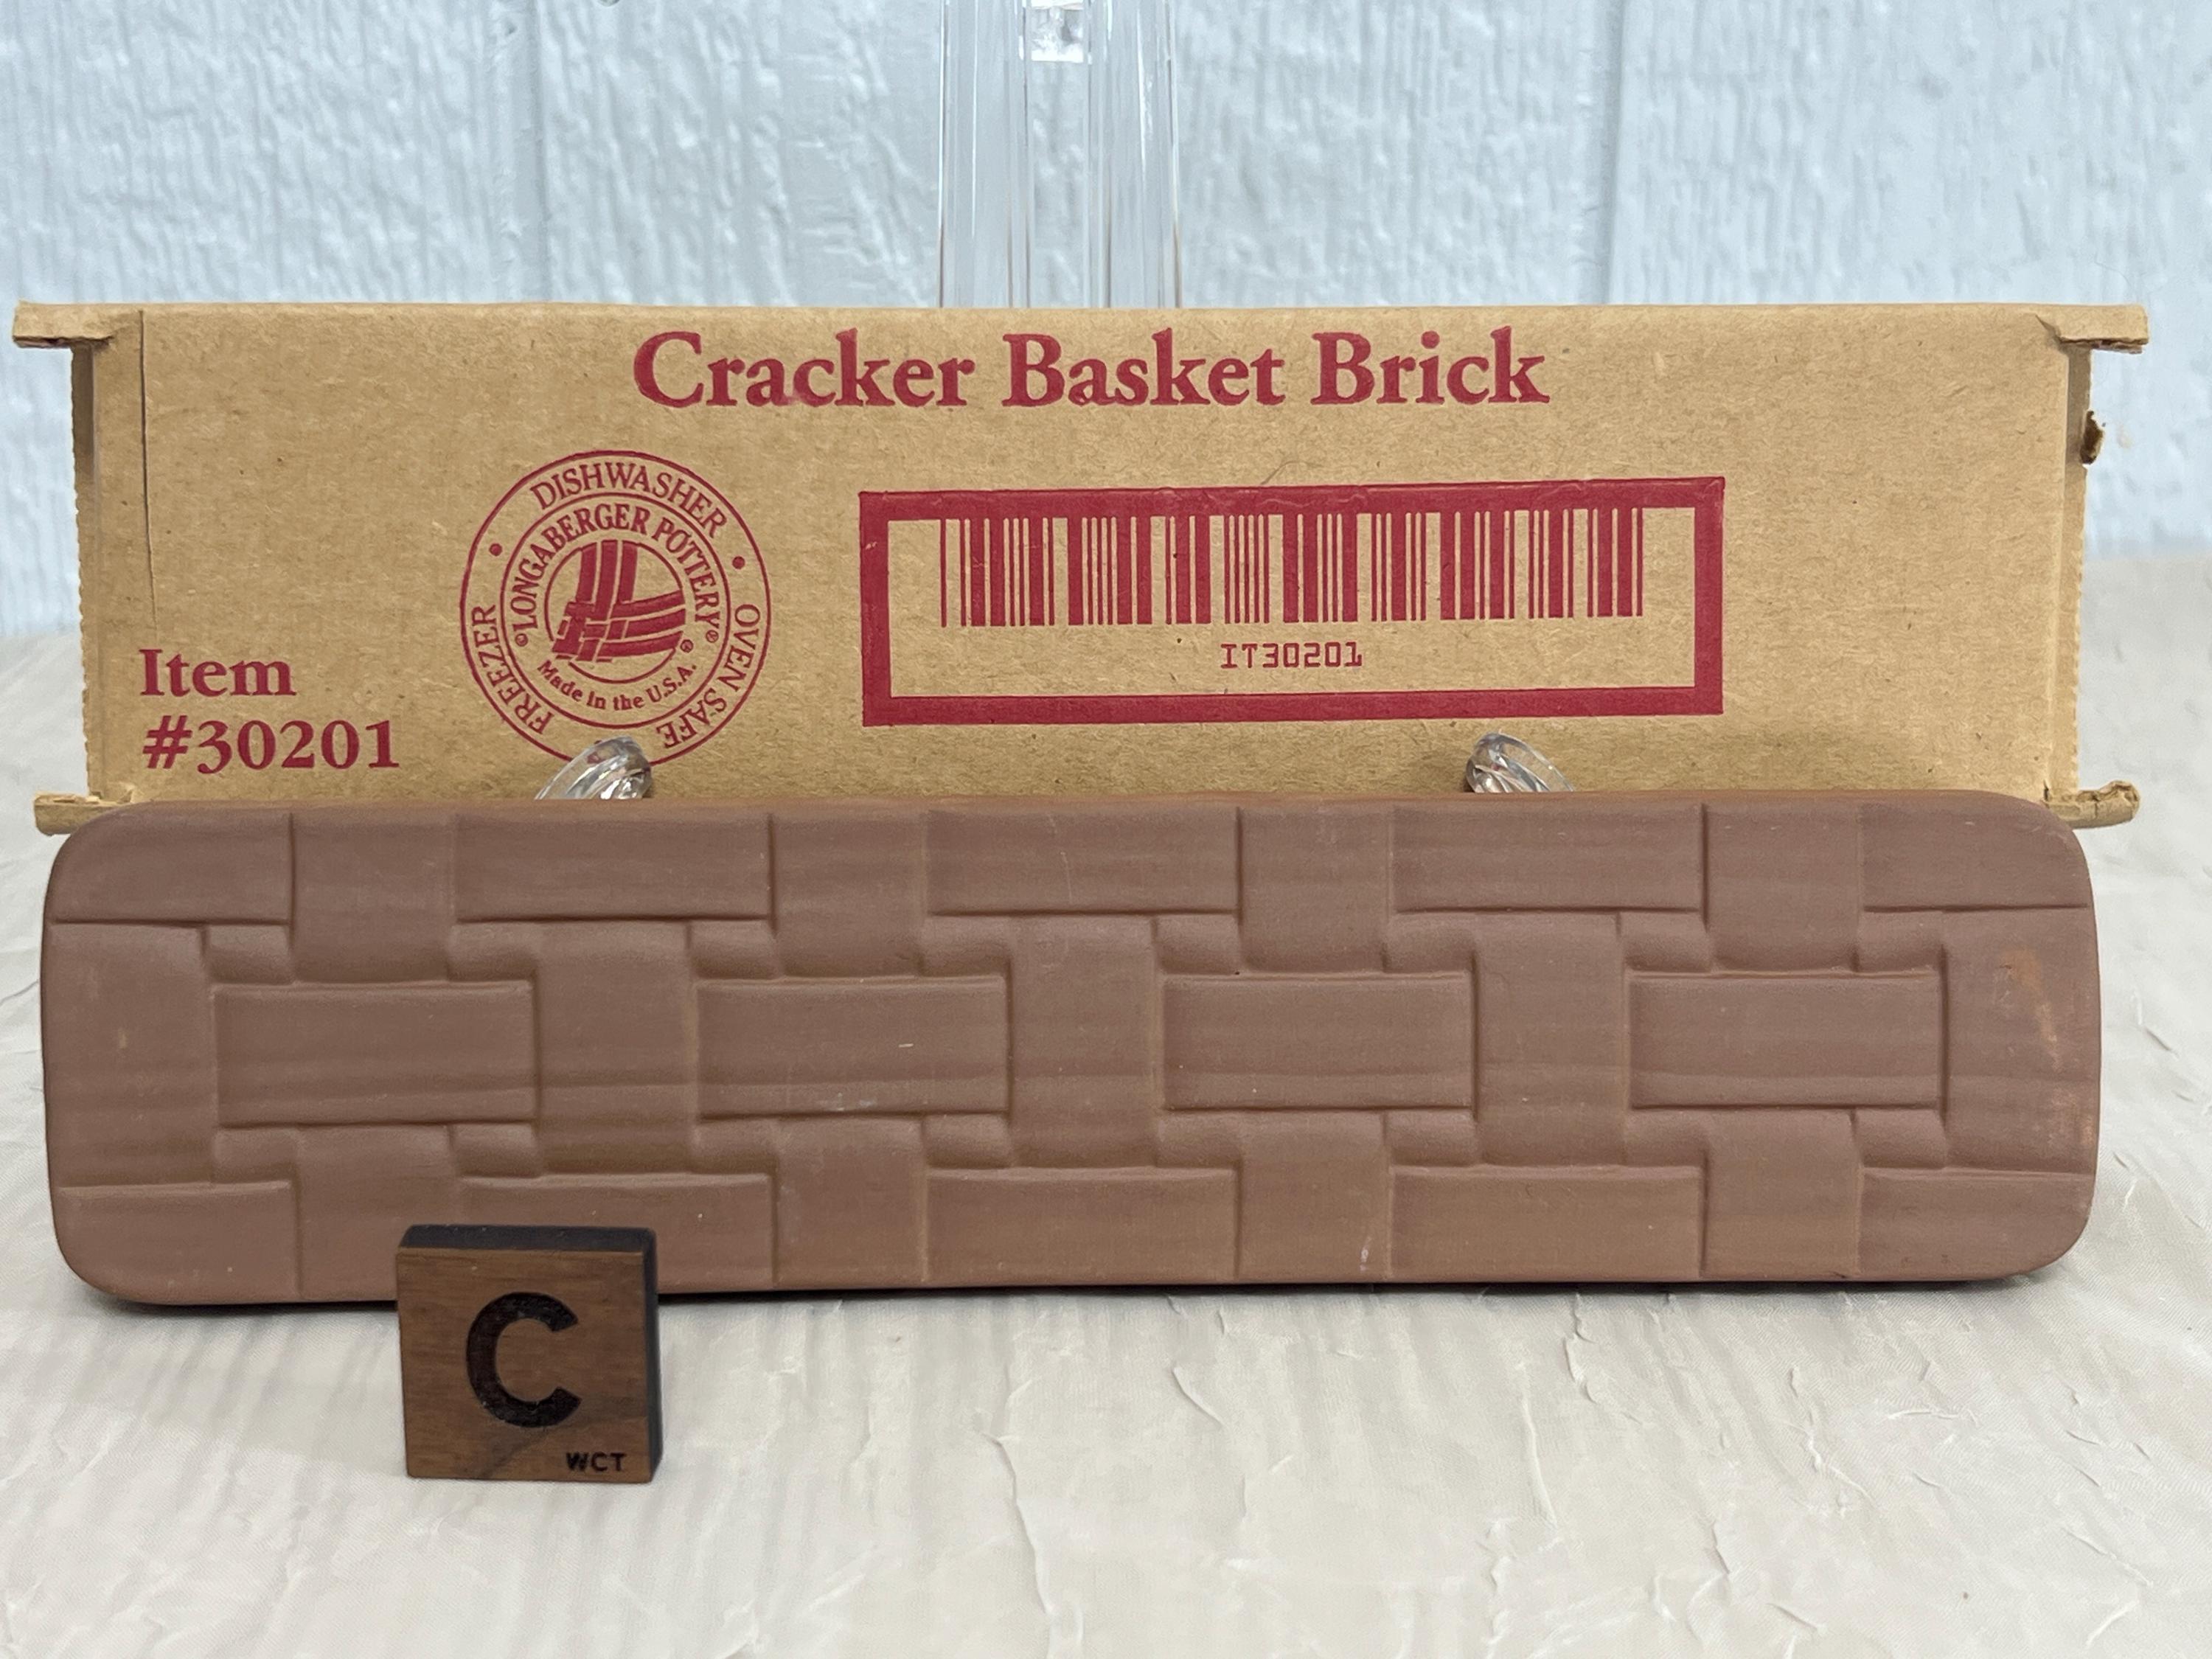 Cracker Basket Brick
DISHWASHER • OVEN SAFE FREEZER •
©LONGABERGER POTTERY®
®
Made in the U.S.A.
IT30201
Item
#30201
C
WCT